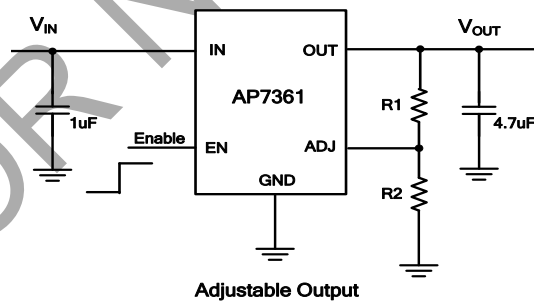 VIN
VOUT
IN
OUT
AP7361
R1
1uF
4.7uF
Enable
EN
ADJ
GND
R2
Adjustable Output